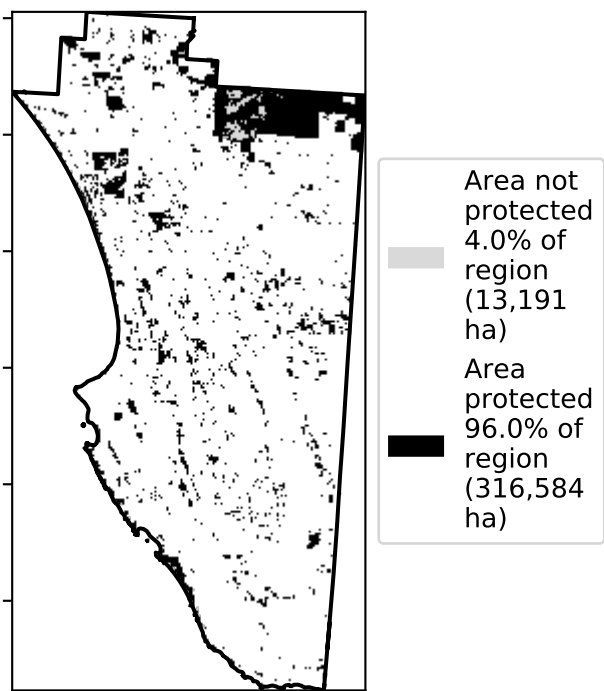 Area not
protected
4.0% of
region
(13,191
ha)
Area
protected
96.0% of
region
(316,584
ha)